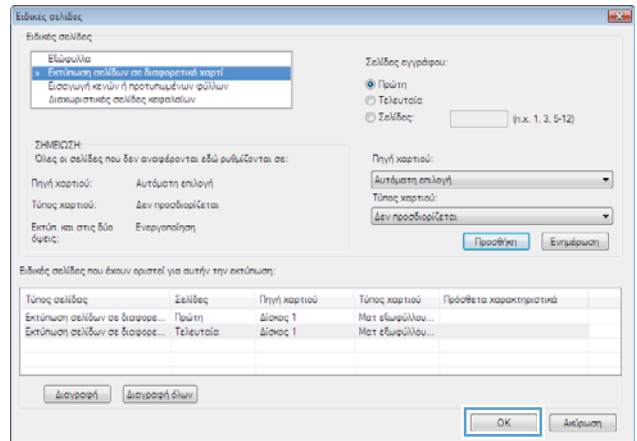 Ειδικές σελίδες
Ειδικές σελίδες
Εξώφυλλα
» Εκτύπωση σελίδων σε διαφορετικό χαρτί
Εισαγωγή κενών ή προτυπωμένων φύλλων
Διαχωριστικές σελίδες κεφαλαίων
Σελίδες εγγράφου:
Πρώτη
Τελευταία
Σελίδες:
(π.χ. 1, 3, 5-12)
ΣΗΜΕΙΩΣΗ:
Όλες οι σελίδες που δεν αναφέρονται εδώ ρυθμίζονται σε:
Πηγή χαρτιού: Αυτόματη επιλογή
Τύπος χαρτιού: Δεν προσδιορίζεται
Εκτύπ. και στις δύο Ενεργοποίηση
όψεις:
Πηγή χαρτιού:
Αυτόματη επιλογή
Τύπος χαρτιού:
Δεν προσδιορίζεται
Προσθήκη Ενημέρωση
Ειδικές σελίδες που έχουν οριστεί για αυτήν την εκτύπωση:
Τύπος σελίδας Σελίδες Πηγή χαρτιού Τύπος χαρτιού Πρόσθετα χαρακτηριστικά
Εκτύπωση σελίδων σε διαφορε... Πρώτη Δίσκος 1 Ματ εξωφύλλου...
Εκτύπωση σελίδων σε διαφορε... Τελευταία Δίσκος 1 Ματ εξωφύλλου...
Διαγραφή Διαγραφή όλων
OK Ακύρωση